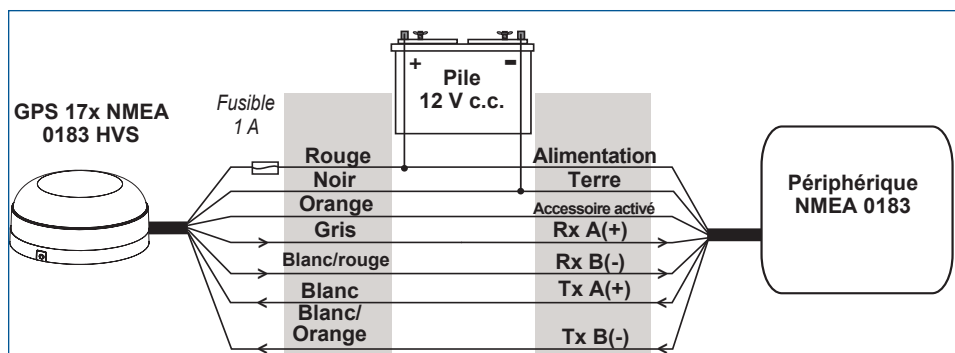 GPS 17x NMEA
0183 HVS
Fusible
1 A
+
-
Pile
12 V c.c.
Périphérique
NMEA 0183
Rouge
Alimentation
Noir
Terre
Orange
Accessoire activé
Gris
Rx A(+)
Blanc/rouge
Rx B(-)
Blanc
Tx A(+)
Blanc/
Orange
Tx B(-)